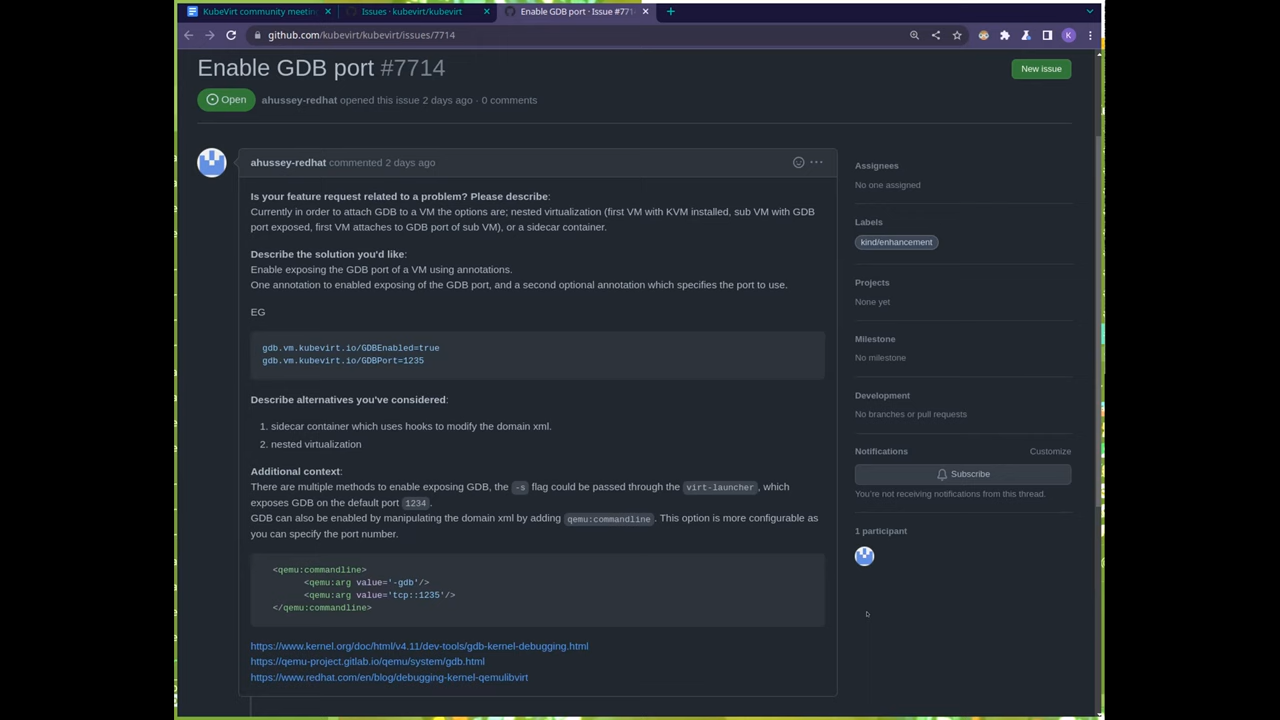 KubeVirt community meetin
Issues · kubevirt/kubevirt
Enable GDB port · Issue #771
github.com/kubevirt/kubevirt/issues/7714
K
Enable GDB port #7714
New issue
Open
ahussey-redhat opened this issue 2 days ago · 0 comments
ahussey-redhat commented 2 days ago
Is your feature request related to a problem? Please describe:
Currently in order to attach GDB to a VM the options are; nested virtualization (first VM with KVM installed, sub VM with GDB
port exposed, first VM attaches to GDB port of sub VM), or a sidecar container.
Describe the solution you'd like:
Enable exposing the GDB port of a VM using annotations.
One annotation to enabled exposing of the GDB port, and a second optional annotation which specifies the port to use.
EG
gdb.vm.kubevirt.io/GDBEnabled=true
gdb.vm.kubevirt.io/GDBPort=1235
Describe alternatives you've considered:
1. sidecar container which uses hooks to modify the domain xml.
2. nested virtualization
Additional context:
There are multiple methods to enable exposing GDB, the -s flag could be passed through the virt-launcher, which
exposes GDB on the default port 1234.
GDB can also be enabled by manipulating the domain xml by adding qemu:commandline. This option is more configurable as
you can specify the port number.
<qemu:commandline>
<qemu:arg value='-gdb'/>
<qemu:arg value='tcp::1235'/>
</qemu:commandline>
https://www.kernel.org/doc/html/v4.11/dev-tools/gdb-kernel-debugging.html
https://qemu-project.gitlab.io/qemu/system/gdb.html
https://www.redhat.com/en/blog/debugging-kernel-qemulibvirt
Assignees
No one assigned
Labels
kind/enhancement
Projects
None yet
Milestone
No milestone
Development
No branches or pull requests
Notifications
Customize
Subscribe
You're not receiving notifications from this thread.
1 participant